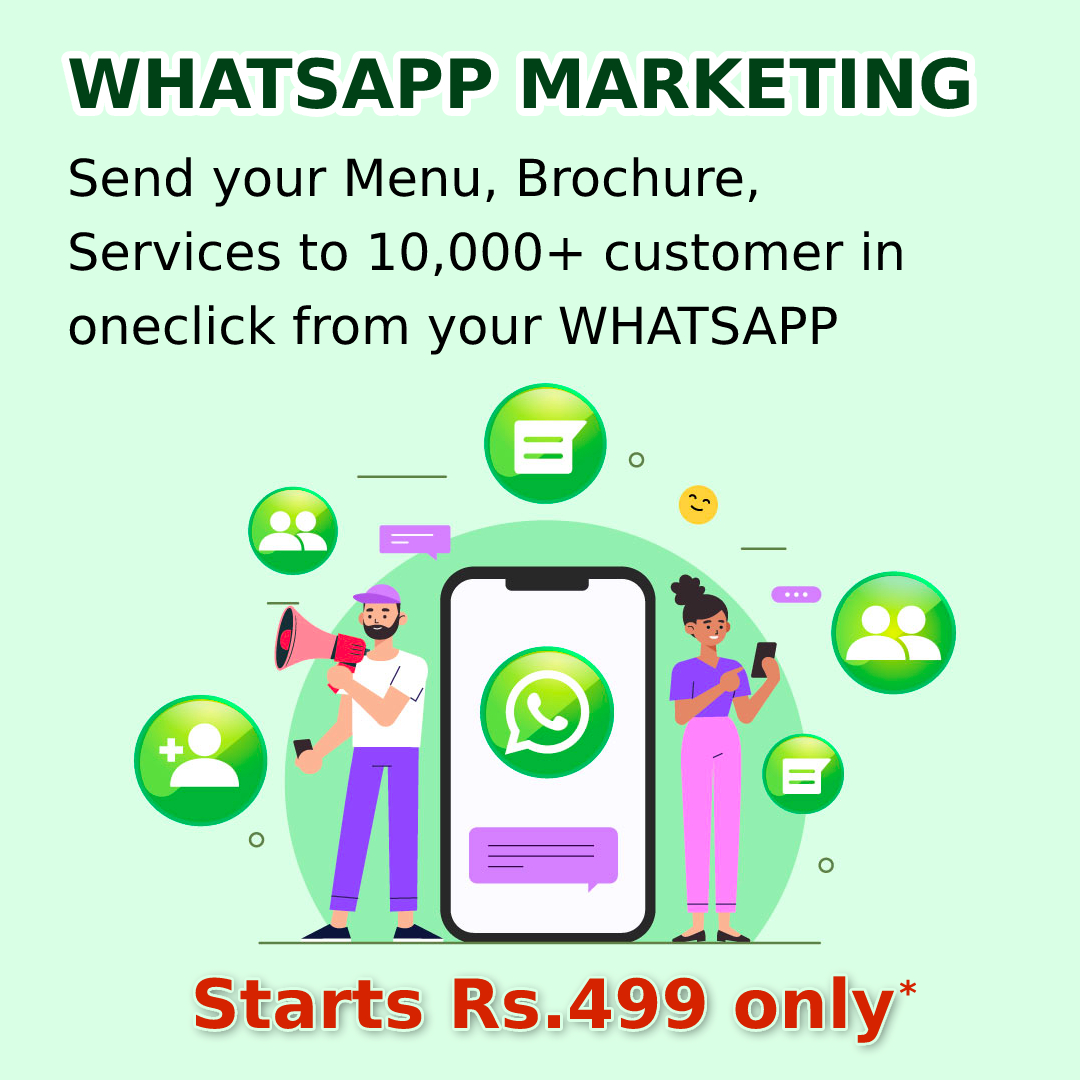 WHATSAPP MARKETING
Send your Menu, Brochure,
Services to 10,000+ customer in
oneclick from your WHATSAPP
Starts Rs.499 only*